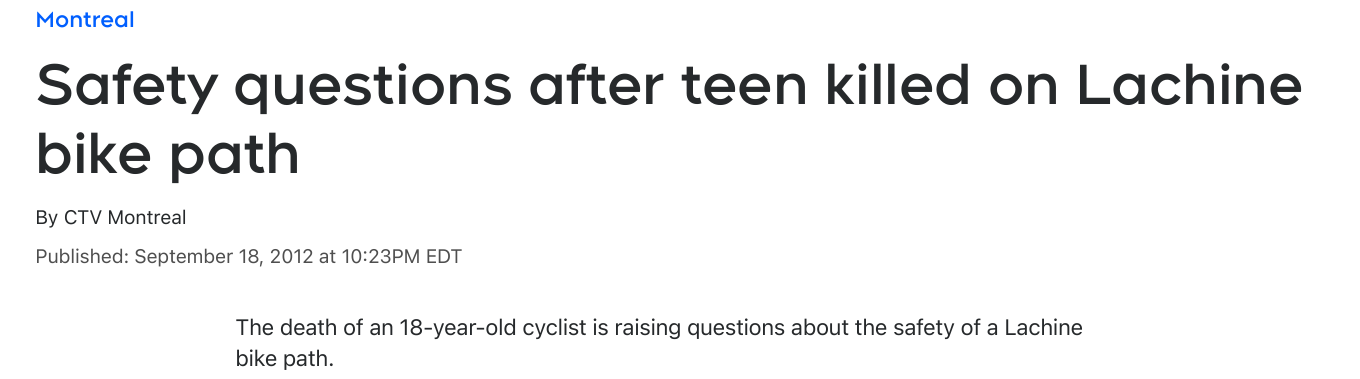 Montreal
Safety questions after teen killed on Lachine
bike path
By CTV Montreal
Published: September 18, 2012 at 10:23PM EDT
The death of an 18-year-old cyclist is raising questions about the safety of a Lachine
bike path.